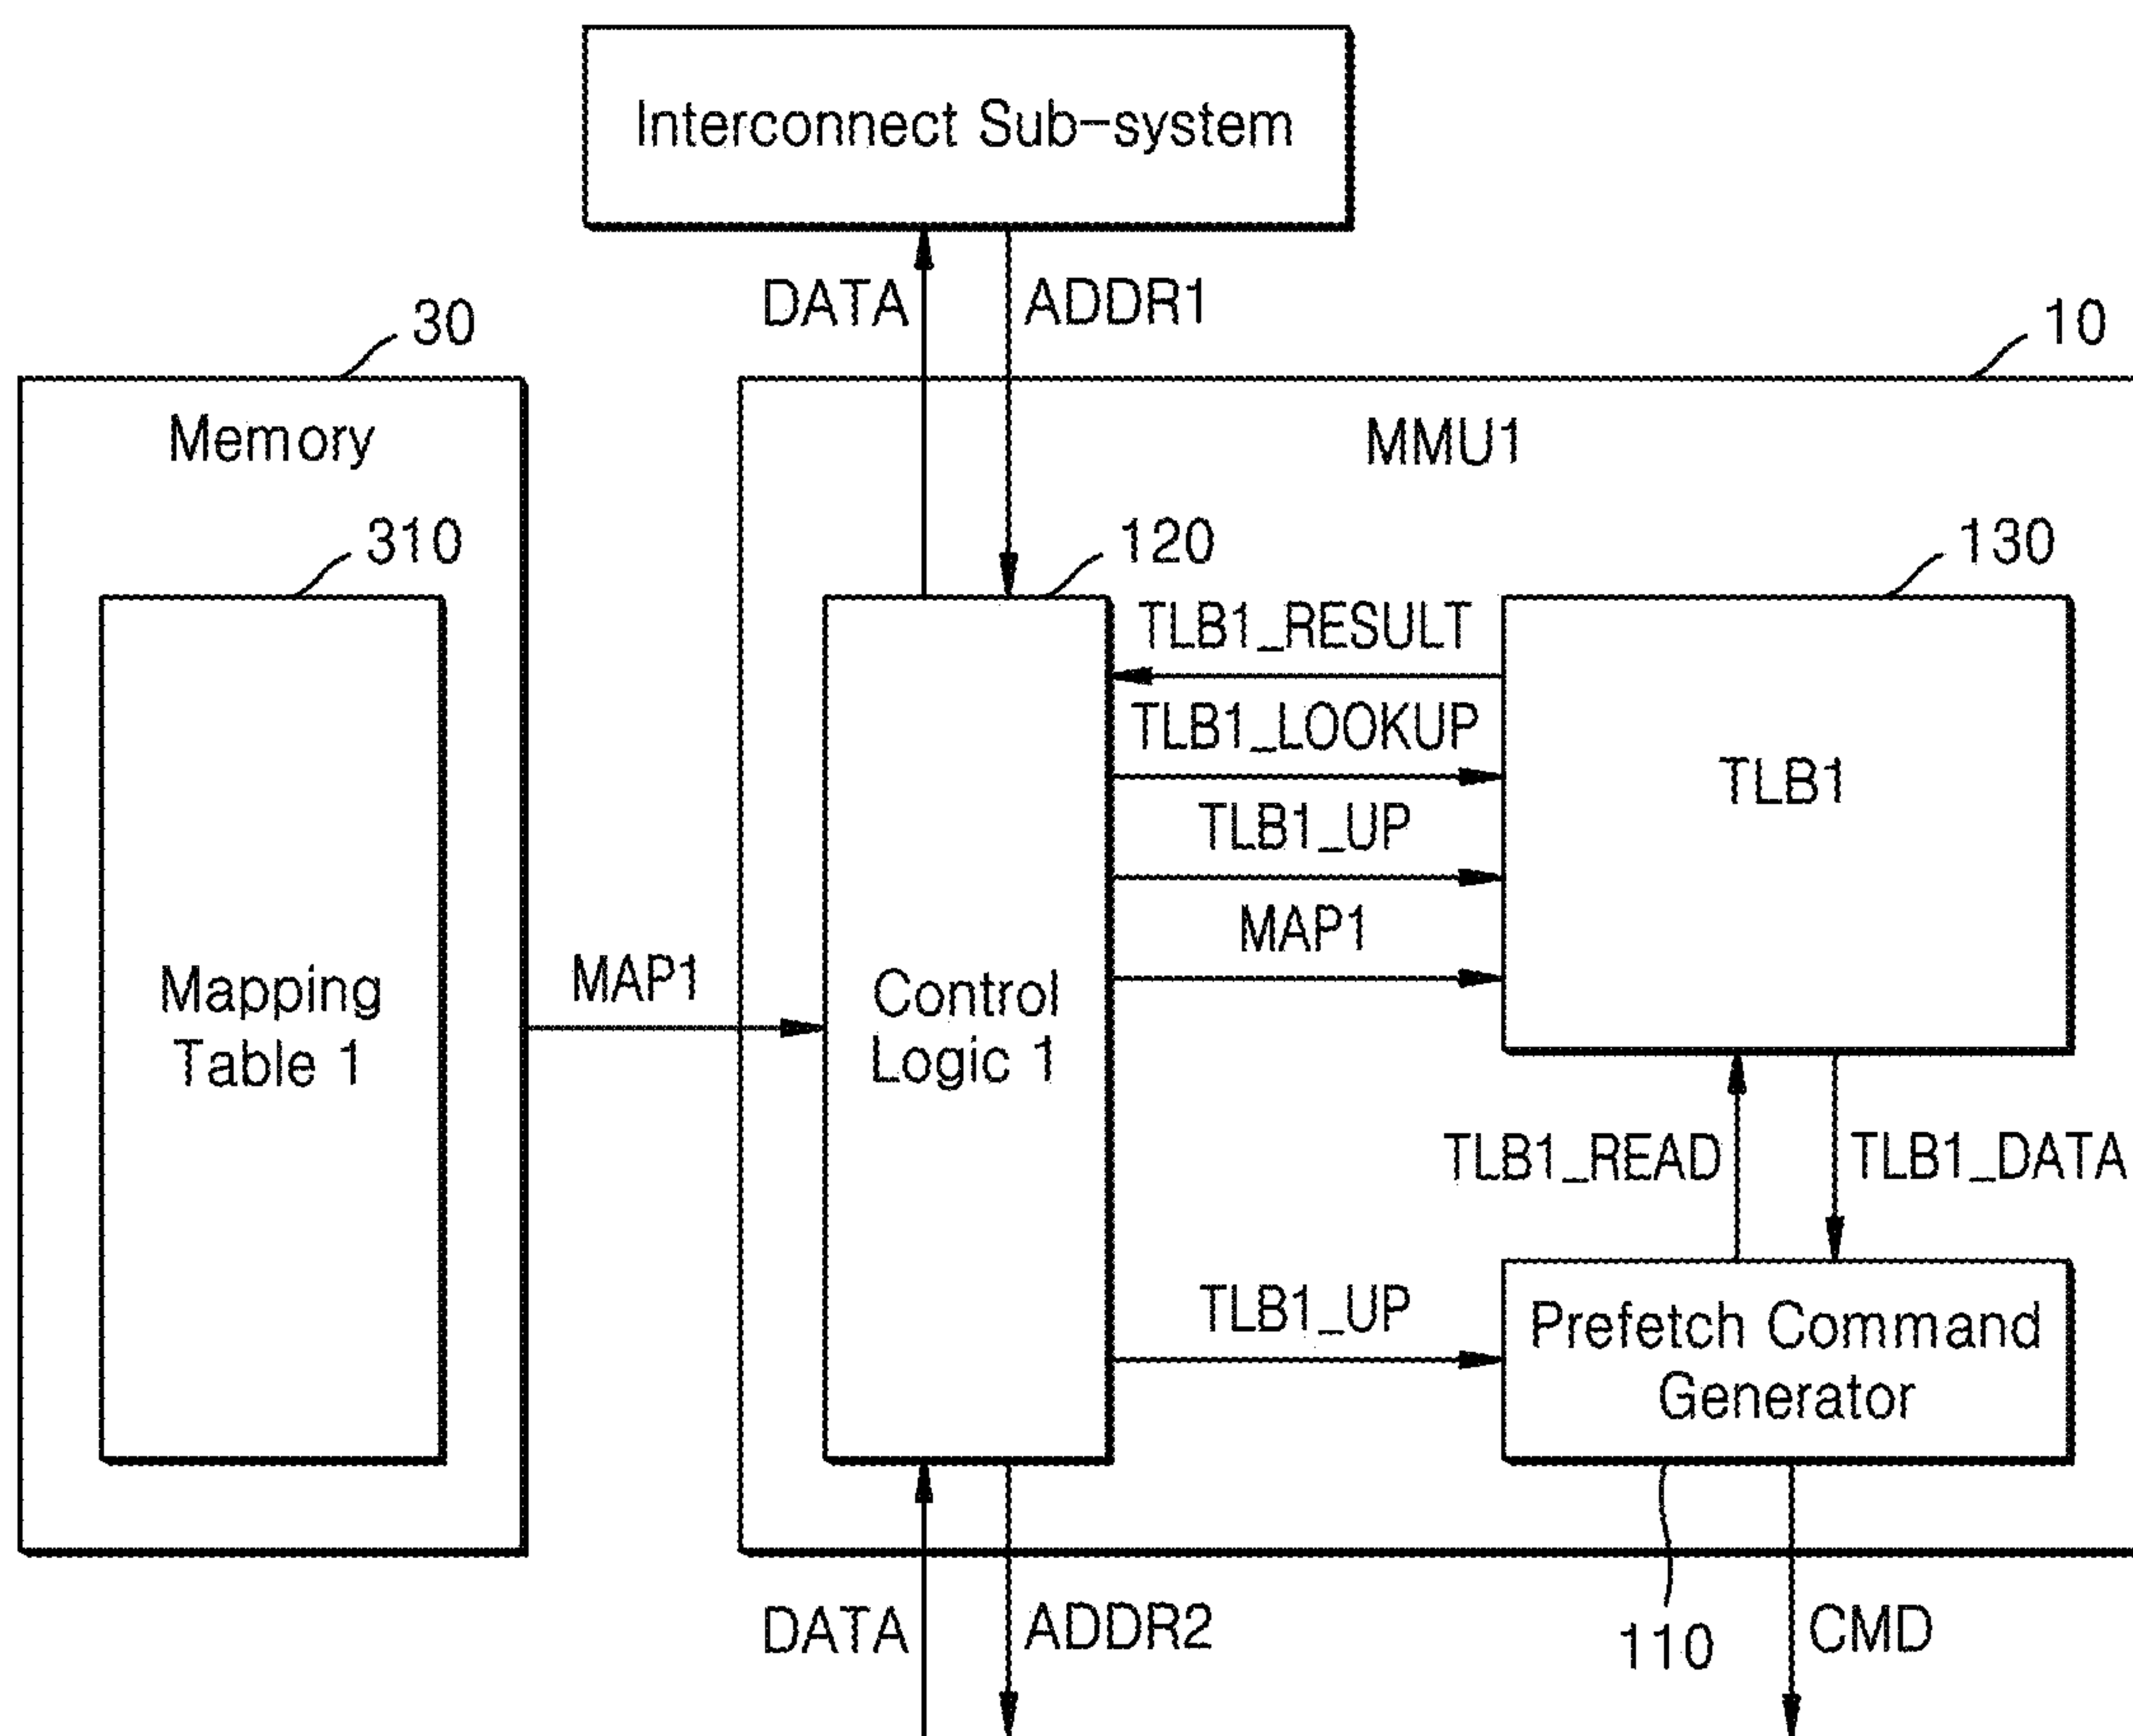 Interconnect Sub-system
DATA
ADDR1
30
10
Memory
MMU1
310
120
130
TLB1_RESULT
TLB1_LOOKUP
TLB1
TLB1_UP
MAP1
Mapping
Table 1
MAP1
Control
Logic 1
TLB1_READ
TLB1_DATA
TLB1_UP
Prefetch Command
Generator
DATA
ADDR2
110
CMD